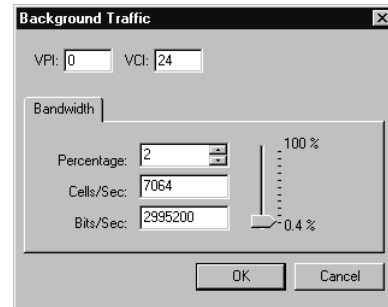 Background Traffic
VPI: 0 VCI: 24
Bandwidth
100 %
Percentage: 2
Cells/Sec: 7064
Bits/Sec: 2995200
0.4 %
OK Cancel